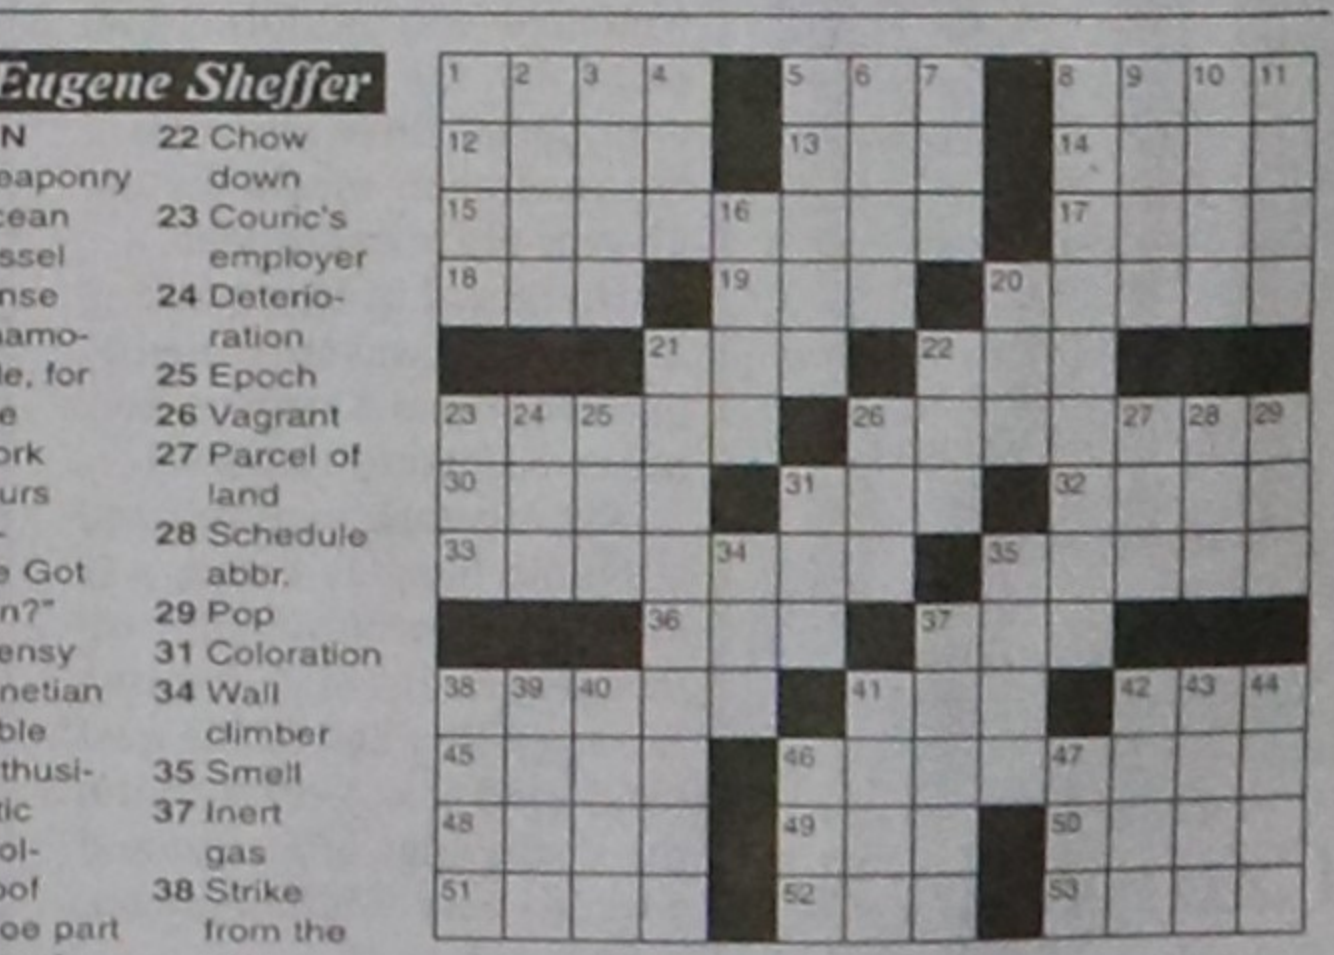 Eugene Sheffer
22 Chow
down
23 Couric's
employer
24 Deterio-
ration
25 Epoch
26 Vagrant
27 Parcel of
land
28 Schedule
abbr.
29 Pop
31 Coloration
34 Wall
climber
35 Smell
37 Inert
gas
38 Strike
from the
N
eaponry
cean
ssel
nse
amo-
le, for
e
ork
urs
-
e Got
n?"
ensy
netian
ble
thusi-
tic
ol-
oof
oe part
1 2 3 4 5 6 7 8 9 10 11
12 13 14
15 16 17
18 19 20
21 22
23 24 25 26 27 28 29
30 31 32
33 34 35
36 37
38 39 40 41 42 43 44
45 46 47
48 49 50
51 52 53